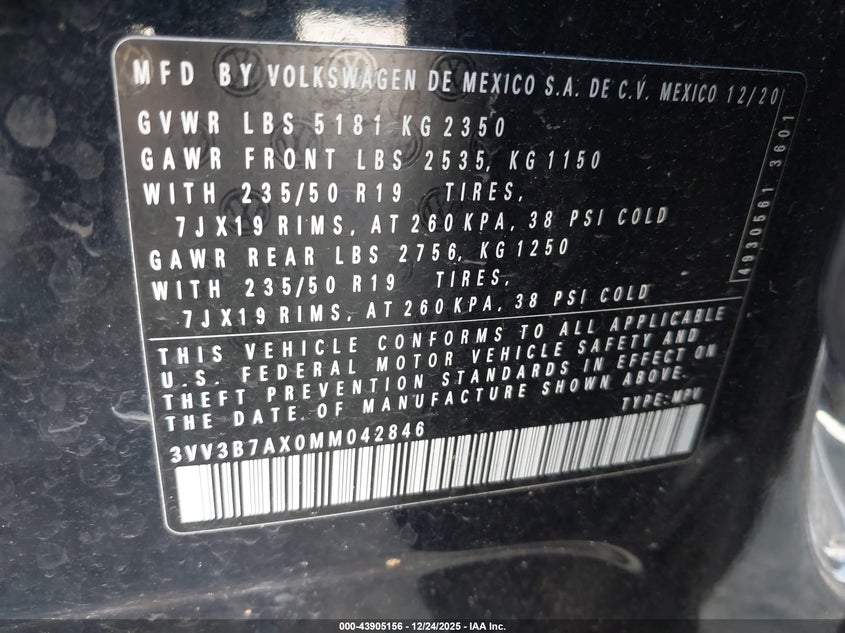 MFD BY VOLKSWAGEN DE MEXICO S.A. DE C.V. MEXICO 12/20
GVWR LBS 5181 KG 2350
GAWR FRONT LBS 2535, KG 1150
WITH 235/50 R19 TIRES,
7JX19 RIMS, AT 260 KPA, 38 PSI COLD
GAWR REAR LBS 2756, KG 1250
WITH 235/50 R19 TIRES,
7JX19 RIMS, AT 260 KPA, 38 PSI COLD
4930561 3601
THIS VEHICLE CONFORMS TO ALL APPLICABLE
U.S. FEDERAL MOTOR VEHICLE SAFETY AND
THEFT PREVENTION STANDARDS IN EFFECT ON
THE DATE OF MANUFACTURE SHOWN ABOVE.
TYPE: MPV
3VV3B7AX0MM042846
000-43905156 - 12/24/2025 - IAA Inc.